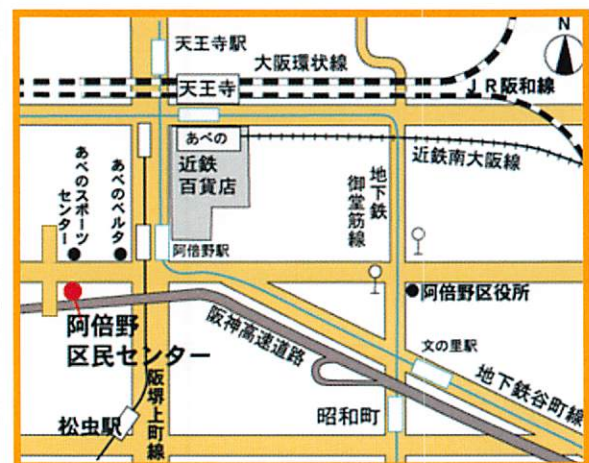 N
天王寺駅
大阪環状線
天王寺
JR阪和線
あべの
近鉄
百貨店
近鉄南大阪線
地下鉄
御堂筋線
あべのスポーツ
センター
あべのベルタ
阿倍野駅
阿倍野区役所
阿倍野
区民センター
阪神高速道路
文の里駅
地下鉄谷町線
松虫駅
阪堺上町線
昭和町